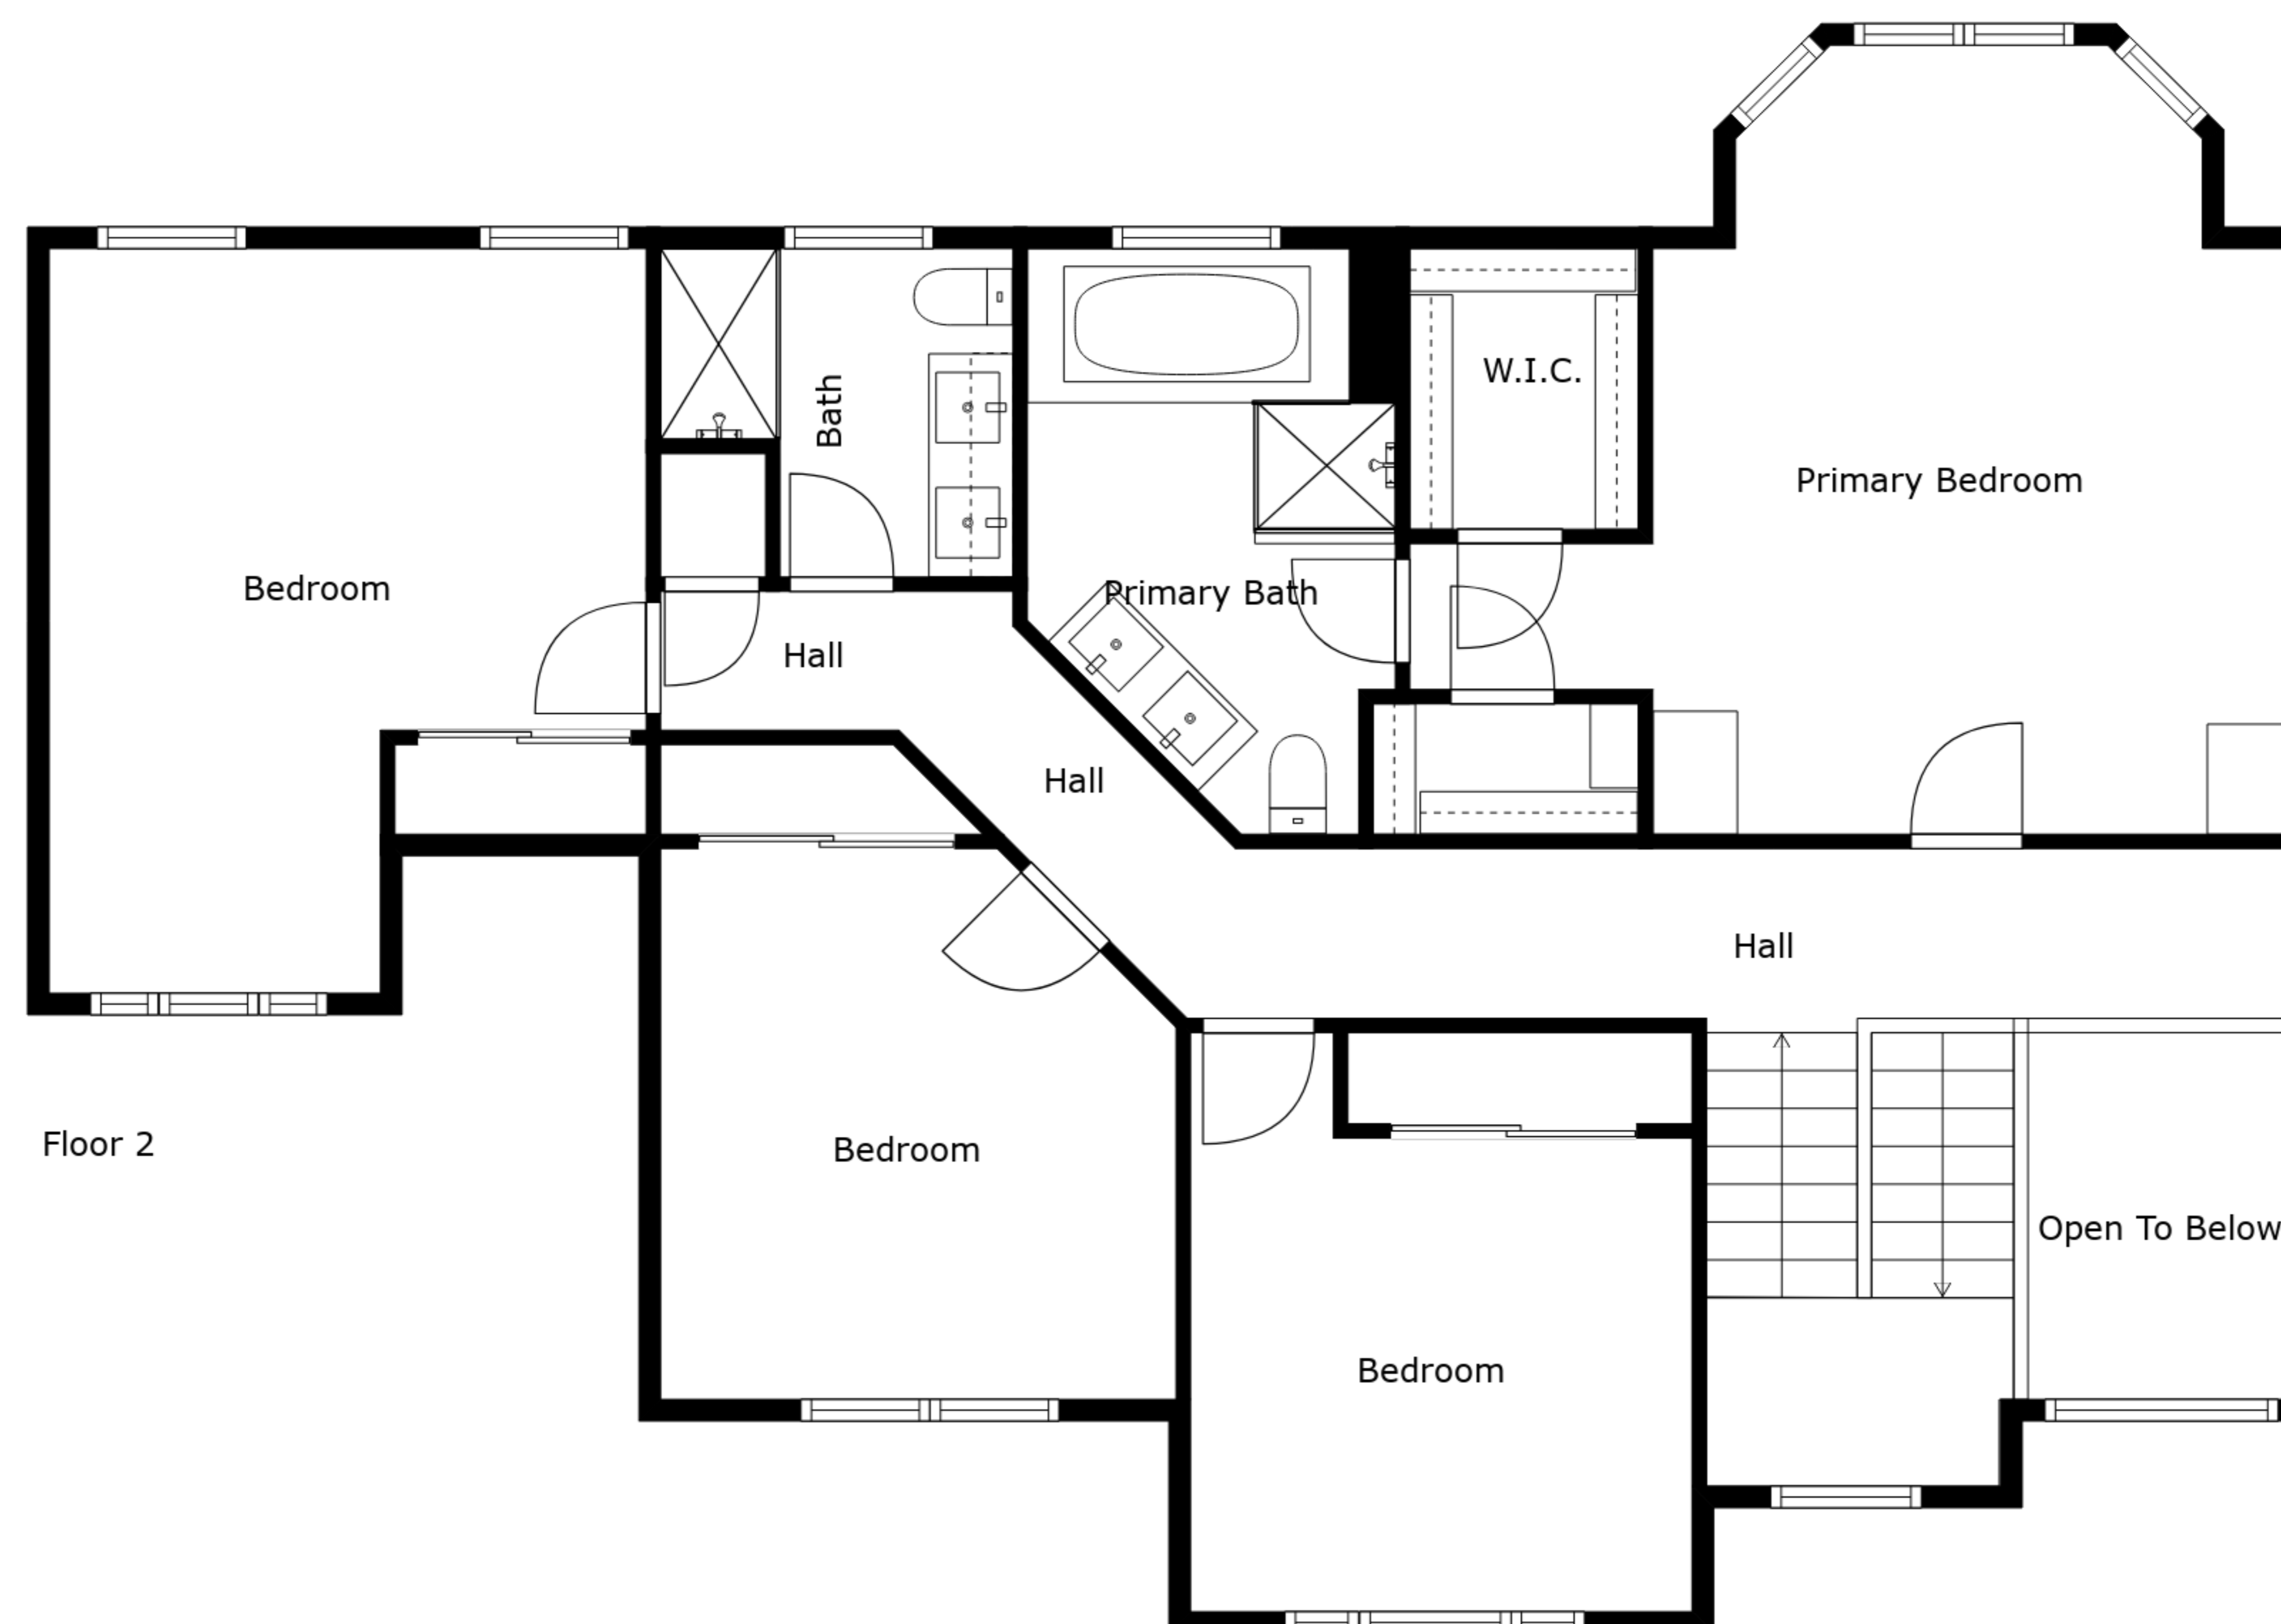 W.I.C.
Bath
Primary Bedroom
Bedroom
Primary Bath
Hall
Hall
Hall
Floor 2
Bedroom
Open To Below
Bedroom